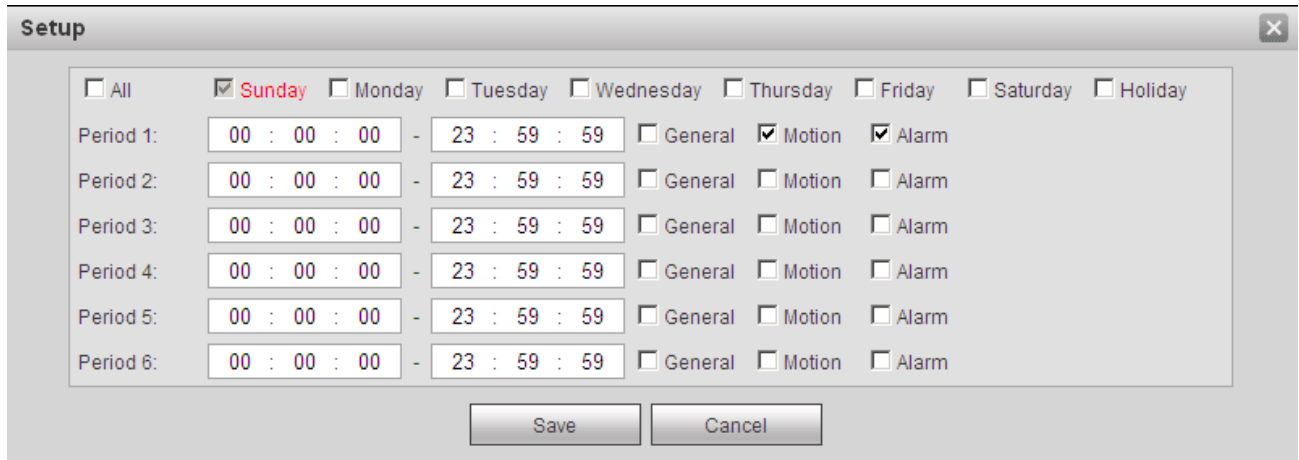 Setup
All Sunday Monday Tuesday Wednesday Thursday Friday Saturday Holiday
Period 1: 00 : 00 : 00 - 23 : 59 : 59 General Motion Alarm
Period 2: 00 : 00 : 00 - 23 : 59 : 59 General Motion Alarm
Period 3: 00 : 00 : 00 - 23 : 59 : 59 General Motion Alarm
Period 4: 00 : 00 : 00 - 23 : 59 : 59 General Motion Alarm
Period 5: 00 : 00 : 00 - 23 : 59 : 59 General Motion Alarm
Period 6: 00 : 00 : 00 - 23 : 59 : 59 General Motion Alarm
Save Cancel